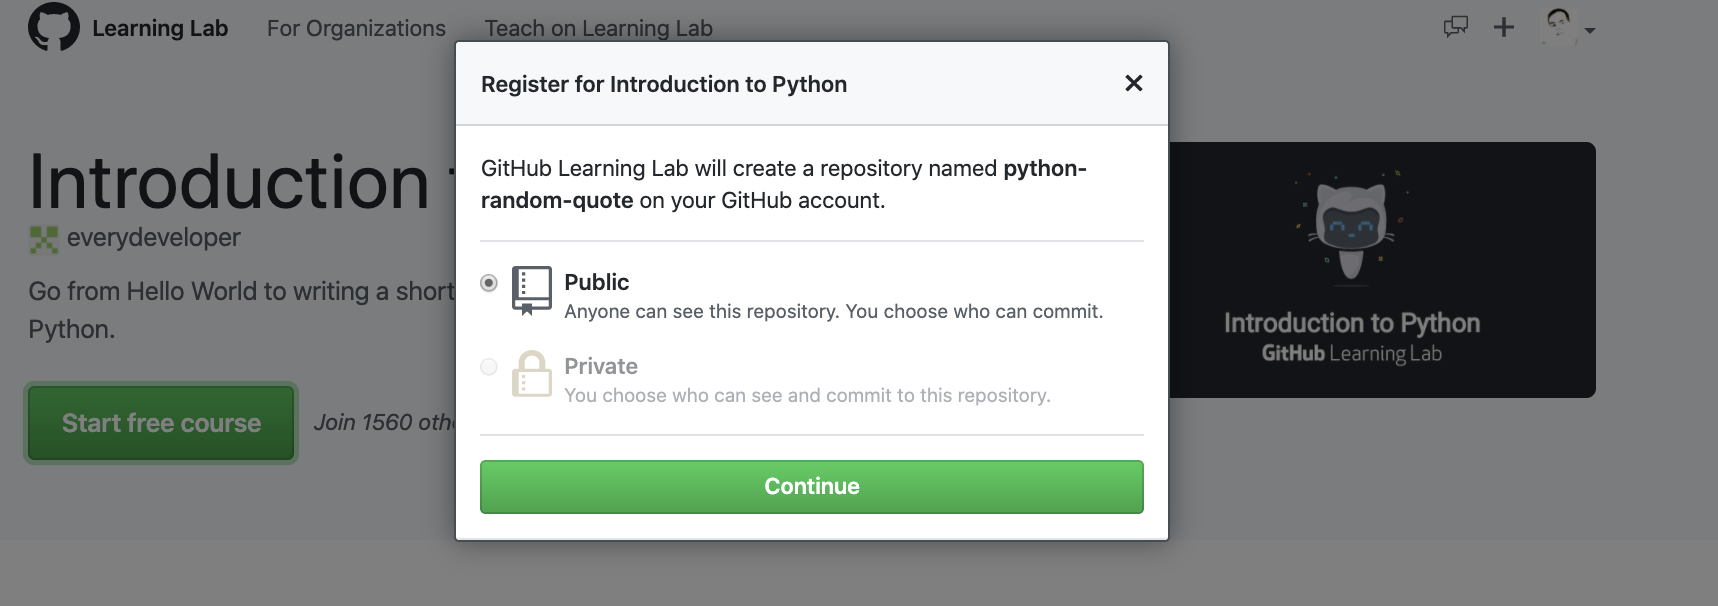 Learning Lab For Organizations Teach on Learning Lab
Register for Introduction to Python
GitHub Learning Lab will create a repository named python-
random-quote on your GitHub account.
Public
Anyone can see this repository. You choose who can commit.
Private
You choose who can see and commit to this repository.
Continue
Introduction
everydeveloper
Go from Hello World to writing a short
Python.
Start free course Join 1560
Introduction to Python
GitHub Learning Lab